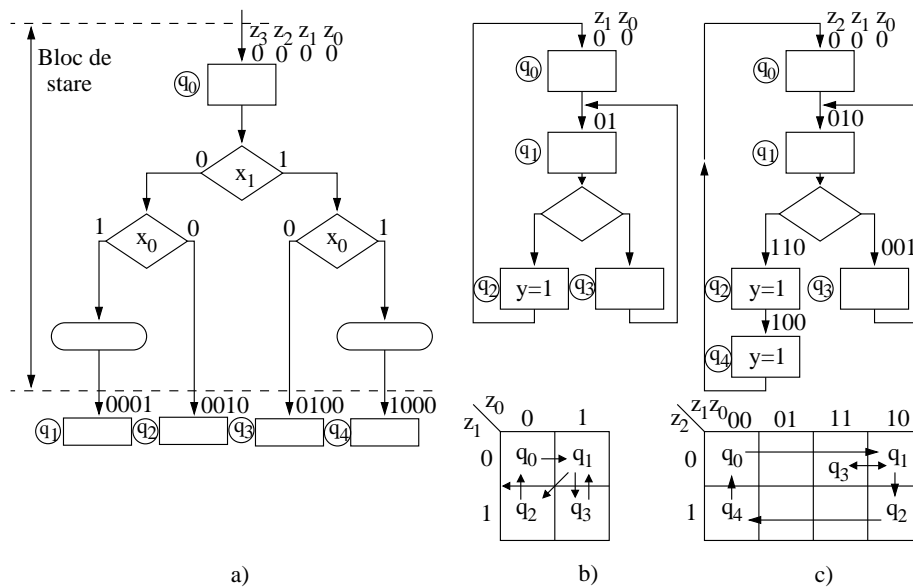 z3 z2 z1 z0
0 0 0 0
Bloc de
stare
q0
0 1
x1
1 0
x0
0 1
x0
0001
0010
0100
1000
q1
q2
q3
q4
a)
z1 z0
0 0
q0
01
q1
q2
y=1
q3
z0
z1
0 1
0
q0
q1
1
q2
q3
b)
z2 z1 z0
0 0 0
q0
010
q1
110
001
q2
y=1
q3
100
q4
y=1
z1z0
z2
00 01 11 10
0
q0
q3
q1
1
q4
q2
c)